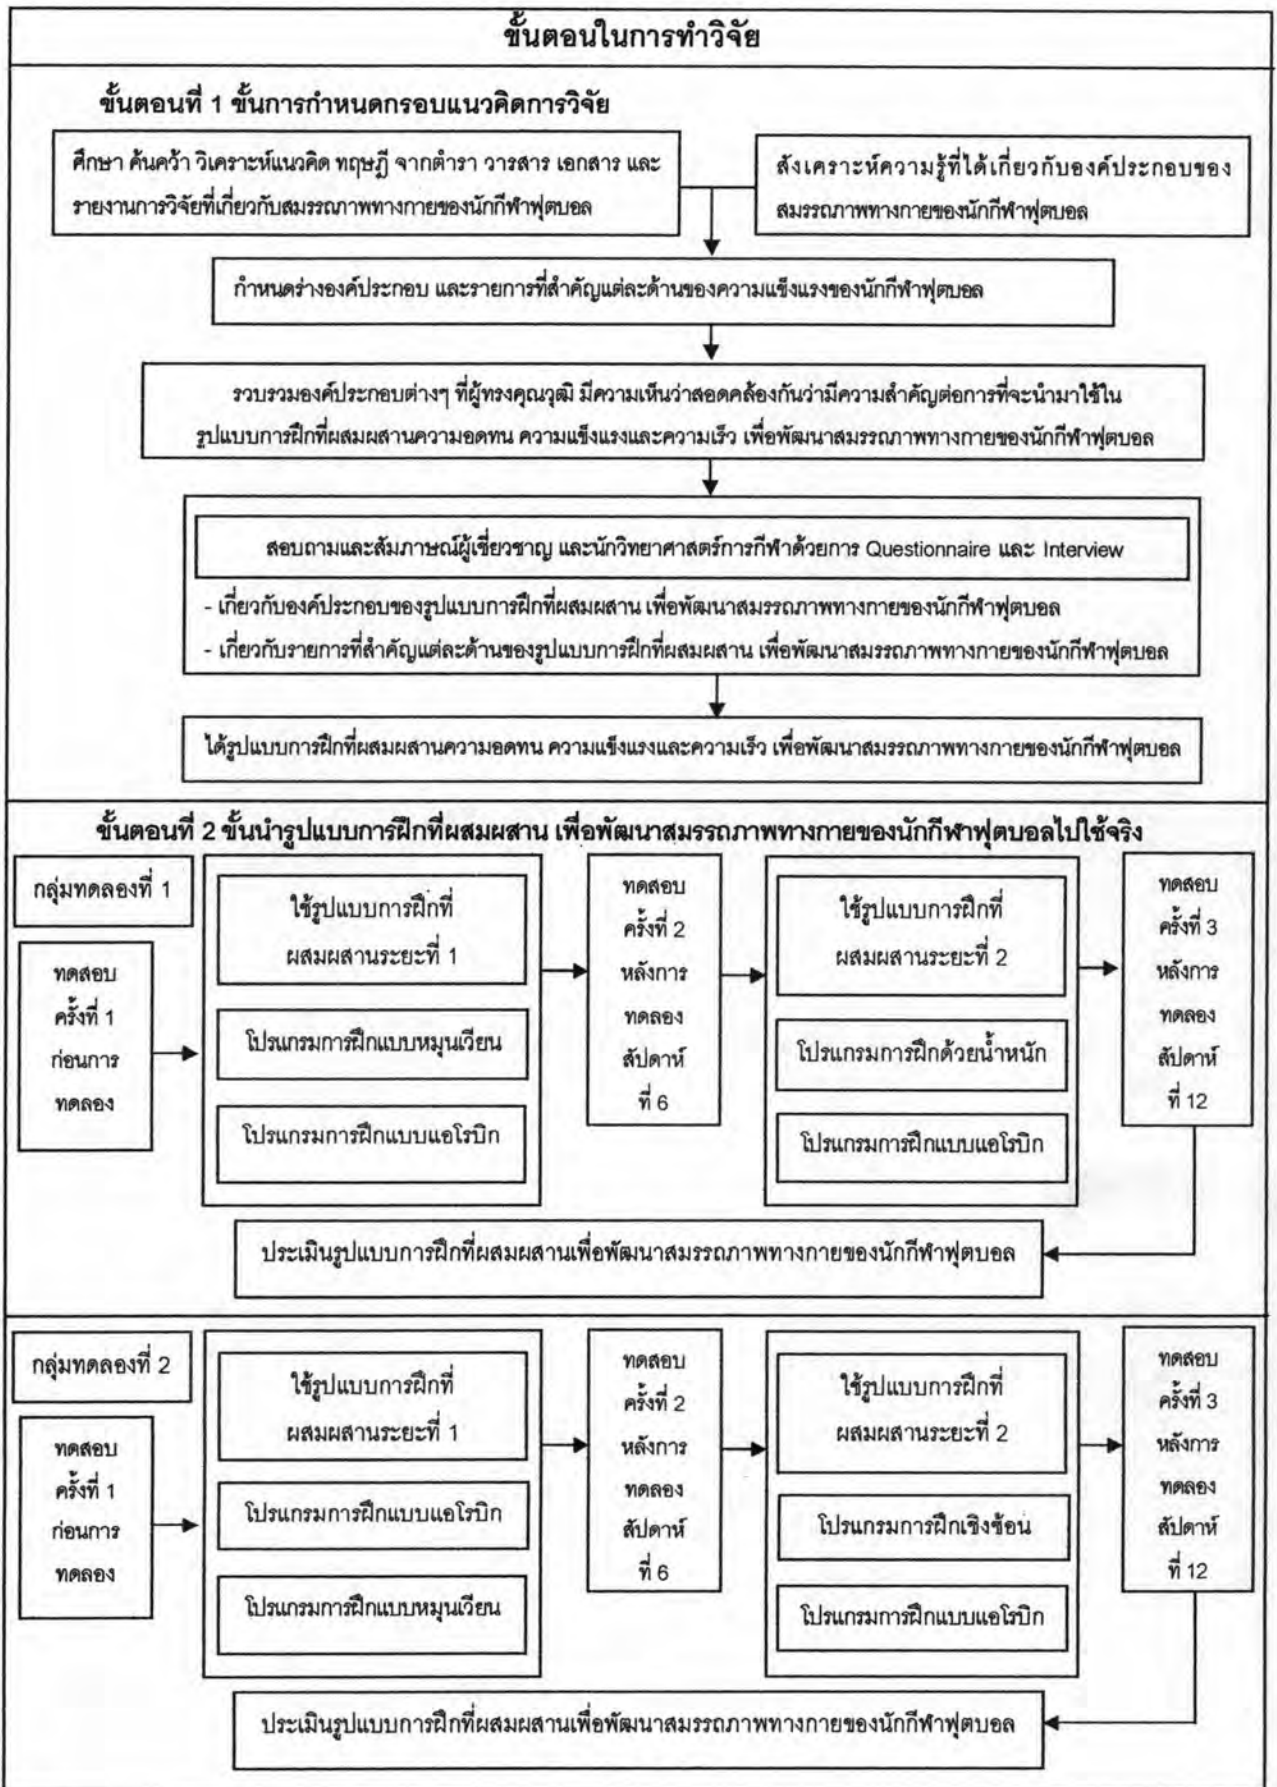 ขั้นตอนในการทำวิจัย
ขั้นตอนที่ 1 ขั้นการกำหนดกรอบแนวคิดการวิจัย
ศึกษา ค้นคว้า วิเคราะห์แนวคิด ทฤษฎี จากตำรา วารสาร เอกสาร และ
รายงานการวิจัยที่เกี่ยวกับสมรรถภาพทางกายของนักกีฬาฟุตบอล
สังเคราะห์ความรู้ที่ได้เกี่ยวกับองค์ประกอบของ
สมรรถภาพทางกายของนักกีฬาฟุตบอล
กำหนดร่างองค์ประกอบ และรายการที่สำคัญแต่ละด้านของความแข็งแรงของนักกีฬาฟุตบอล
รวบรวมองค์ประกอบต่างๆ ที่ผู้ทรงคุณวุฒิ มีความเห็นว่าสอดคล้องกันว่ามีความสำคัญต่อการที่จะนำมาใช้ใน
รูปแบบการฝึกที่ผสมผสานความอดทน ความแข็งแรงและความเร็ว เพื่อพัฒนาสมรรถภาพทางกายของนักกีฬาฟุตบอล
สอบถามและสัมภาษณ์ผู้เชี่ยวชาญ และนักวิทยาศาสตร์การกีฬาด้วยการ Questionnaire และ Interview
- เกี่ยวกับองค์ประกอบของรูปแบบการฝึกที่ผสมผสาน เพื่อพัฒนาสมรรถภาพทางกายของนักกีฬาฟุตบอล
- เกี่ยวกับรายการที่สำคัญแต่ละด้านของรูปแบบการฝึกที่ผสมผสาน เพื่อพัฒนาสมรรถภาพทางกายของนักกีฬาฟุตบอล
ได้รูปแบบการฝึกที่ผสมผสานความอดทน ความแข็งแรงและความเร็ว เพื่อพัฒนาสมรรถภาพทางกายของนักกีฬาฟุตบอล
ขั้นตอนที่ 2 ขั้นนำรูปแบบการฝึกที่ผสมผสาน เพื่อพัฒนาสมรรถภาพทางกายของนักกีฬาฟุตบอลไปใช้จริง
กลุ่มทดลองที่ 1
ทดสอบ
ครั้งที่ 1
ก่อนการ
ทดลอง
ใช้รูปแบบการฝึกที่
ผสมผสานระยะที่ 1
โปรแกรมการฝึกแบบหมุนเวียน
โปรแกรมการฝึกแบบแอโรบิก
ทดสอบ
ครั้งที่ 2
หลังการ
ทดลอง
สัปดาห์
ที่ 6
ใช้รูปแบบการฝึกที่
ผสมผสานระยะที่ 2
โปรแกรมการฝึกด้วยน้ำหนัก
โปรแกรมการฝึกแบบแอโรบิก
ทดสอบ
ครั้งที่ 3
หลังการ
ทดลอง
สัปดาห์
ที่ 12
ประเมินรูปแบบการฝึกที่ผสมผสานเพื่อพัฒนาสมรรถภาพทางกายของนักกีฬาฟุตบอล
กลุ่มทดลองที่ 2
ทดสอบ
ครั้งที่ 1
ก่อนการ
ทดลอง
ใช้รูปแบบการฝึกที่
ผสมผสานระยะที่ 1
โปรแกรมการฝึกแบบแอโรบิก
โปรแกรมการฝึกแบบหมุนเวียน
ทดสอบ
ครั้งที่ 2
หลังการ
ทดลอง
สัปดาห์
ที่ 6
ใช้รูปแบบการฝึกที่
ผสมผสานระยะที่ 2
โปรแกรมการฝึกเชิงซ้อน
โปรแกรมการฝึกแบบแอโรบิก
ทดสอบ
ครั้งที่ 3
หลังการ
ทดลอง
สัปดาห์
ที่ 12
ประเมินรูปแบบการฝึกที่ผสมผสานเพื่อพัฒนาสมรรถภาพทางกายของนักกีฬาฟุตบอล